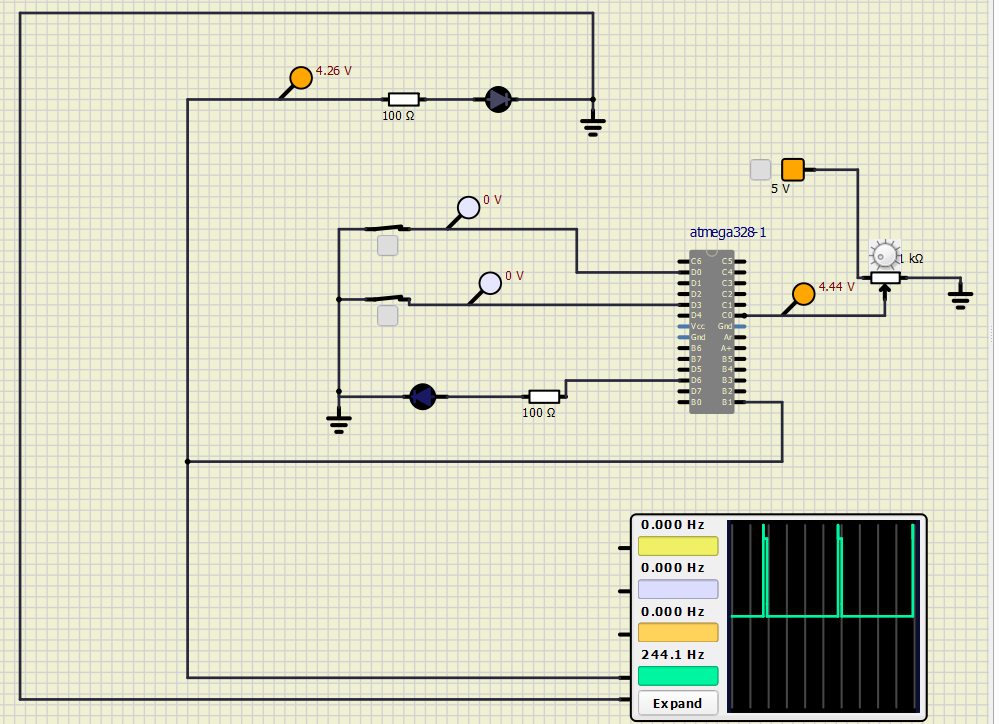 4.26 V
100 Ω
5 V
0 V
atmega328-1
1 kΩ
0 V
4.44 V
C6 C5
D0 C4
D1 C3
D2 C2
D3 C1
D4 C0
Vcc Gnd
Gnd Ar
B6 A+
B7 B5
D5 B4
D6 B3
D7 B2
B0 B1
100 Ω
0.000 Hz
0.000 Hz
0.000 Hz
244.1 Hz
Expand